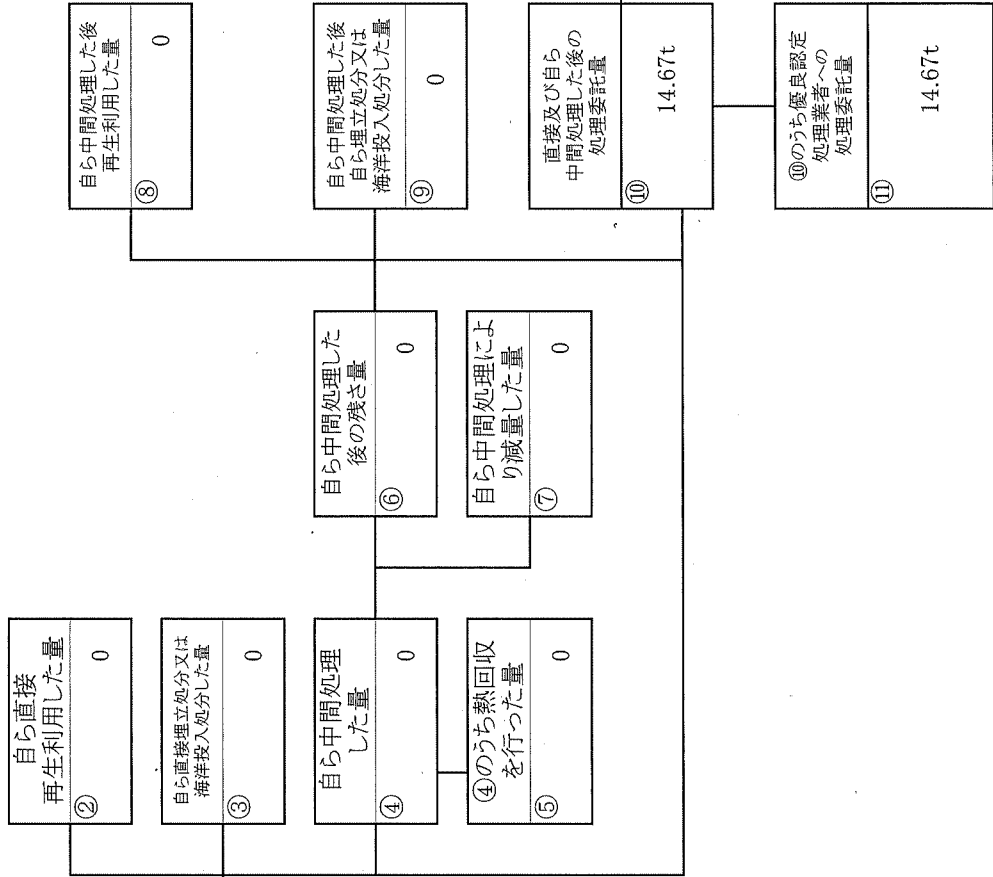 自ら直接
再生利用した量
②
0
自ら直接埋立処分又は
海洋投入処分した量
③
0
自ら中間処理
した量
④
0
④のうち熱回収
を行った量
⑤
0
自ら中間処理した
後の残さ量
⑥
0
自ら中間処理によ
り減量した量
⑦
0
自ら中間処理した後
再生利用した量
⑧
0
自ら中間処理した後
自ら埋立処分又は
海洋投入処分した量
⑨
0
直接及び自ら
中間処理した後の
処理委託量
⑩
14.67t
⑩のうち優良認定
処理業者への
処理委託量
⑪
14.67t